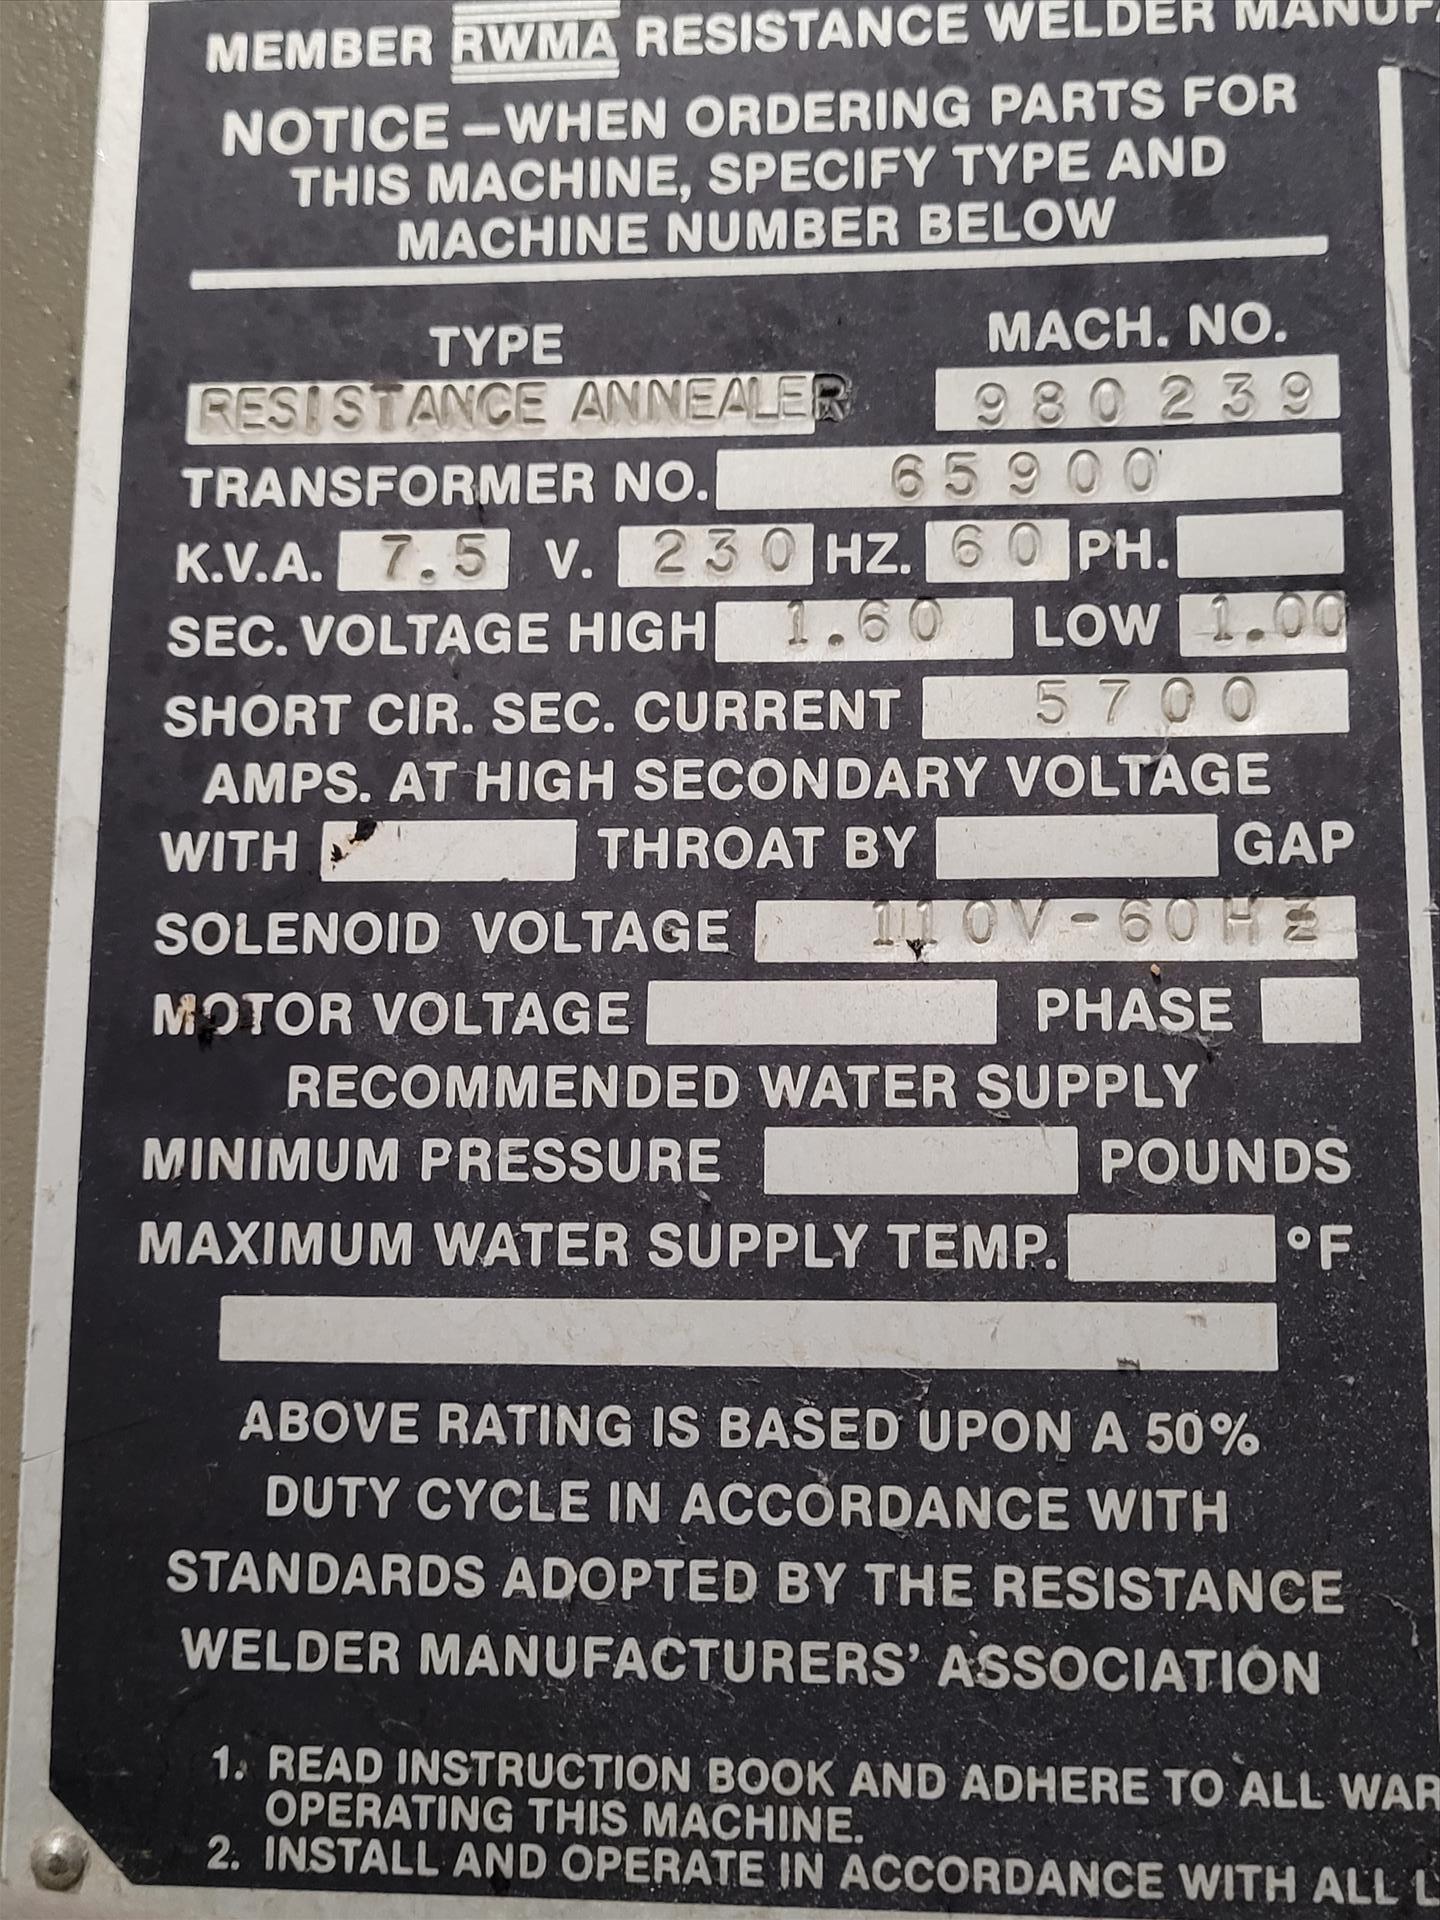 MEMBER RWMA RESISTANCE WELDER
NOTICE – WHEN ORDERING PARTS FOR
THIS MACHINE, SPECIFY TYPE AND
MACHINE NUMBER BELOW
TYPE MACH. NO.
RESISTANCE ANNEALER 980239
TRANSFORMER NO. 65900
K.V.A. 7.5 V. 230 HZ. 60 PH.
SEC. VOLTAGE HIGH 1.60 LOW 1.00
SHORT CIR. SEC. CURRENT 5700
AMPS. AT HIGH SECONDARY VOLTAGE
WITH THROAT BY GAP
SOLENOID VOLTAGE 110V-60HZ
MOTOR VOLTAGE PHASE
RECOMMENDED WATER SUPPLY
MINIMUM PRESSURE POUNDS
MAXIMUM WATER SUPPLY TEMP. °F
ABOVE RATING IS BASED UPON A 50%
DUTY CYCLE IN ACCORDANCE WITH
STANDARDS ADOPTED BY THE RESISTANCE
WELDER MANUFACTURERS' ASSOCIATION
1. READ INSTRUCTION BOOK AND ADHERE TO ALL
OPERATING THIS MACHINE.
2. INSTALL AND OPERATE IN ACCORDANCE WITH ALL